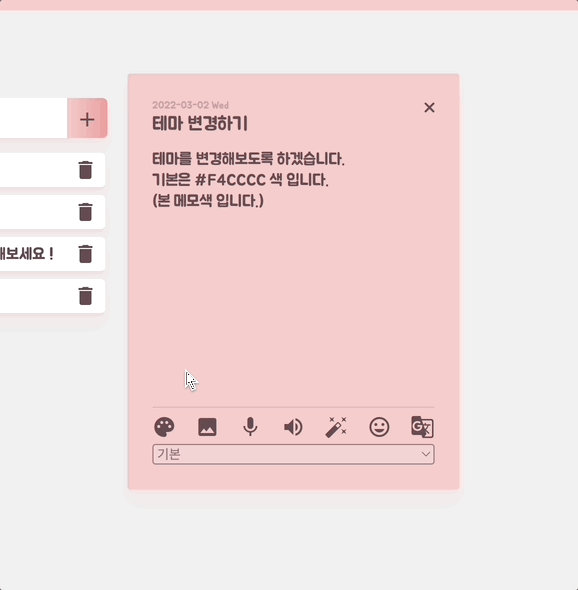 2022-03-02 Wed
테마 변경하기
테마를 변경해보도록 하겠습니다.
기본은 #F4CCCC 색 입니다.
(본 메모색 입니다.)
해보세요 !
기본